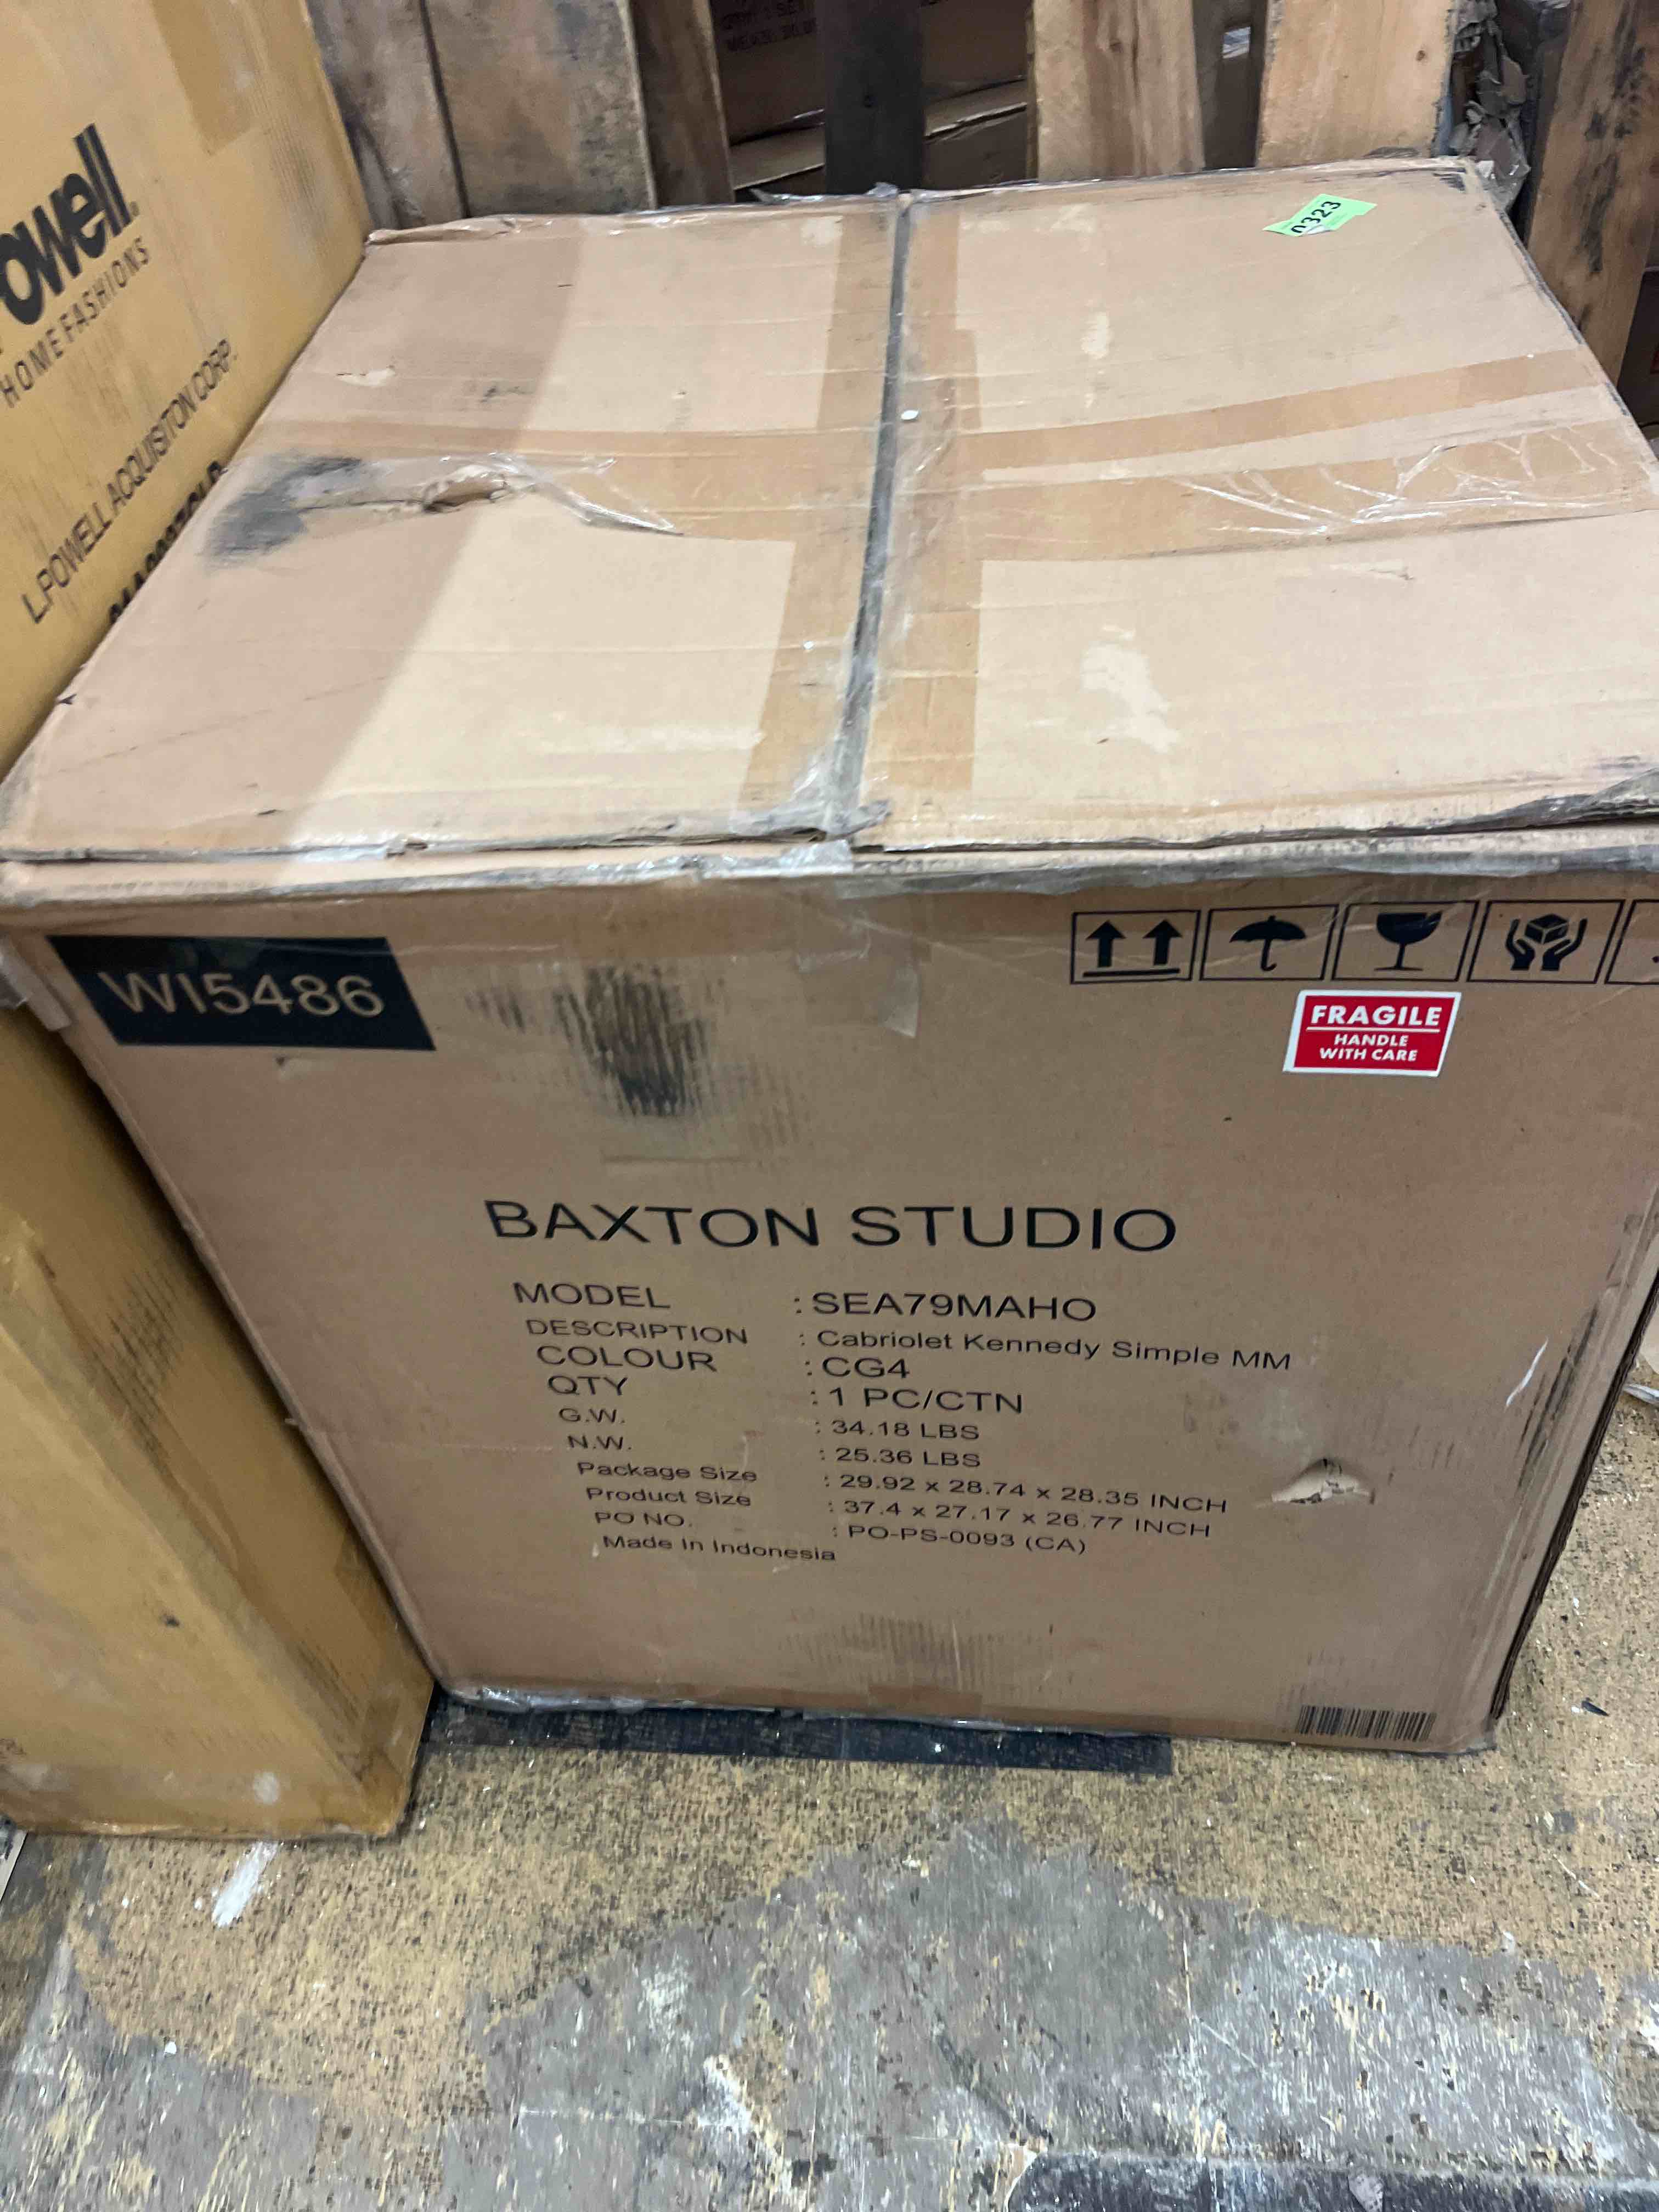 owell
HOME FASHIONS
L.POWELL ACQUISITON CORP.
0323
WI5486
FRAGILE
HANDLE
WITH CARE
BAXTON STUDIO
MODEL : SEA79MAHO
DESCRIPTION : Cabriolet Kennedy Simple MM
COLOUR : CG4
QTY : 1 PC/CTN
G.W. : 34.18 LBS
N.W. : 25.36 LBS
Package Size : 29.92 x 28.74 x 28.35 INCH
Product Size : 37.4 x 27.17 x 26.77 INCH
PO NO. : PO-PS-0093 (CA)
Made In Indonesia